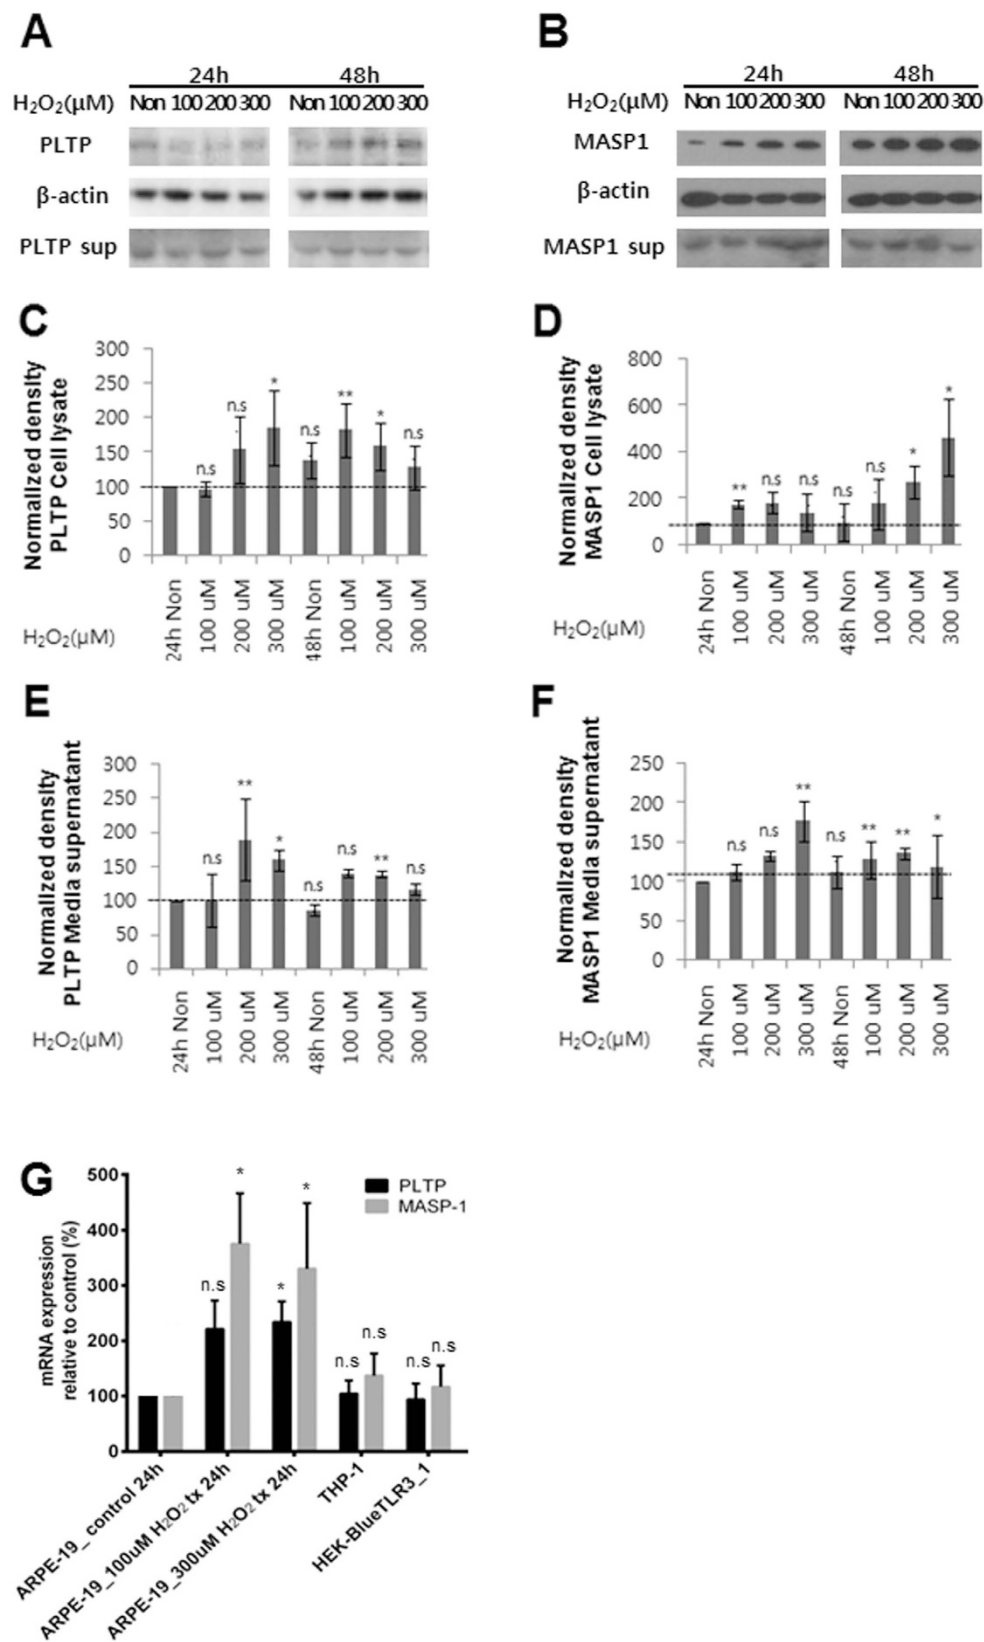 A
24h 48h
H₂O₂(μM) Non 100 200 300 Non 100 200 300
PLTP
β-actin
PLTP sup
B
24h 48h
H₂O₂(μM) Non 100 200 300 Non 100 200 300
MASP1
β-actin
MASP1 sup
C
Normalized density
PLTP Cell lysate
300
250
200
150
100
50
0
n.s
n.s
*
n.s
**
*
n.s
24h Non
100 uM
200 uM
300 uM
48h Non
100 uM
200 uM
300 uM
H₂O₂(μM)
D
Normalized density
MASP1 Cell lysate
800
600
400
200
0
**
n.s
n.s
n.s
n.s
*
*
24h Non
100 uM
200 uM
300 uM
48h Non
100 uM
200 uM
300 uM
H₂O₂(μM)
E
Normalized density
PLTP Media supernatant
300
250
200
150
100
50
0
n.s
**
*
n.s
n.s
**
n.s
24h Non
100 uM
200 uM
300 uM
48h Non
100 uM
200 uM
300 uM
H₂O₂(μM)
F
Normalized density
MASP1 Media supernatant
250
200
150
100
50
0
n.s
n.s
**
n.s
**
**
*
24h Non
100 uM
200 uM
300 uM
48h Non
100 uM
200 uM
300 uM
H₂O₂(μM)
G
mRNA expression
relative to control (%)
500
400
300
200
100
0
PLTP
MASP-1
n.s
*
*
*
n.s
n.s
n.s
n.s
ARPE-19_ control 24h
ARPE-19_100uM H₂O₂ tx 24h
ARPE-19_300uM H₂O₂ tx 24h
THP-1
HEK-BlueTLR3_1